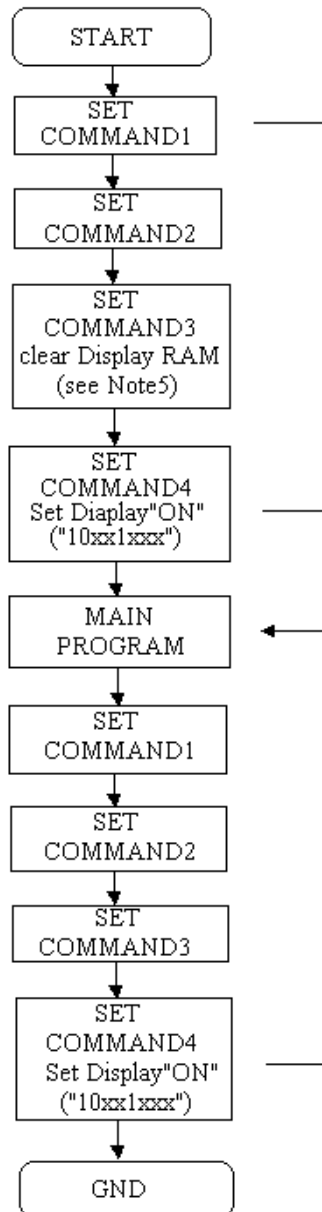 START
SET
COMMAND1
SET
COMMAND2
SET
COMMAND3
clear Display RAM
(see Note5)
SET
COMMAND4
Set Diaplay"ON"
("10xx1xxx")
MAIN
PROGRAM
SET
COMMAND1
SET
COMMAND2
SET
COMMAND3
SET
COMMAND4
Set Display"ON"
("10xx1xxx")
GND